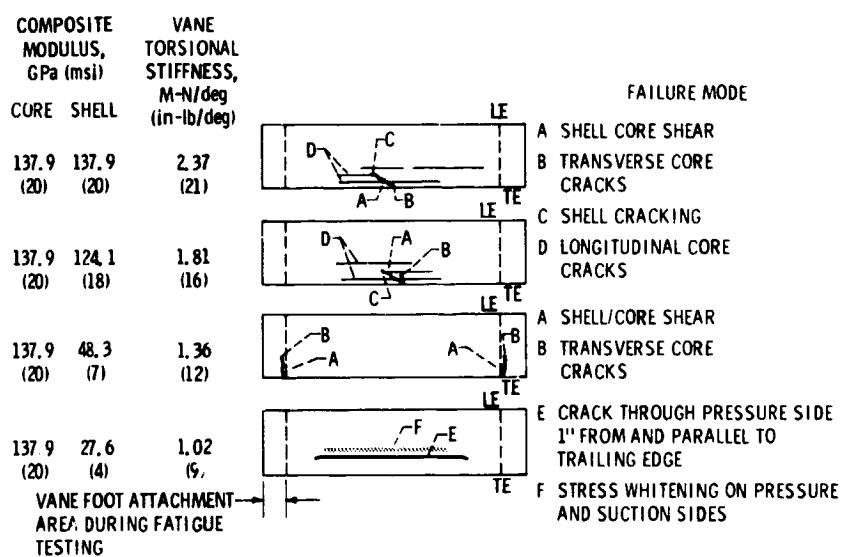 COMPOSITE MODULUS, GPa (msi)
VANE TORSIONAL STIFFNESS, M-N/deg (in-lb/deg)
CORE SHELL
FAILURE MODE
LE
137.9 137.9 2.37
(20) (20) (21)
D
C
A
B
TE
A SHELL CORE SHEAR
B TRANSVERSE CORE
CRACKS
C SHELL CRACKING
D LONGITUDINAL CORE
CRACKS
LE
137.9 124.1 1.81
(20) (18) (16)
D
A
B
C
TE
LE
137.9 48.3 1.36
(20) (7) (12)
B
A
A
B
TE
A SHELL/CORE SHEAR
B TRANSVERSE CORE
CRACKS
LE
137.9 27.6 1.02
(20) (4) (9,
F
E
TE
E CRACK THROUGH PRESSURE SIDE
1" FROM AND PARALLEL TO
TRAILING EDGE
F STRESS WHITENING ON PRESSURE
AND SUCTION SIDES
VANE FOOT ATTACHMENT
AREA DURING FATIGUE
TESTING